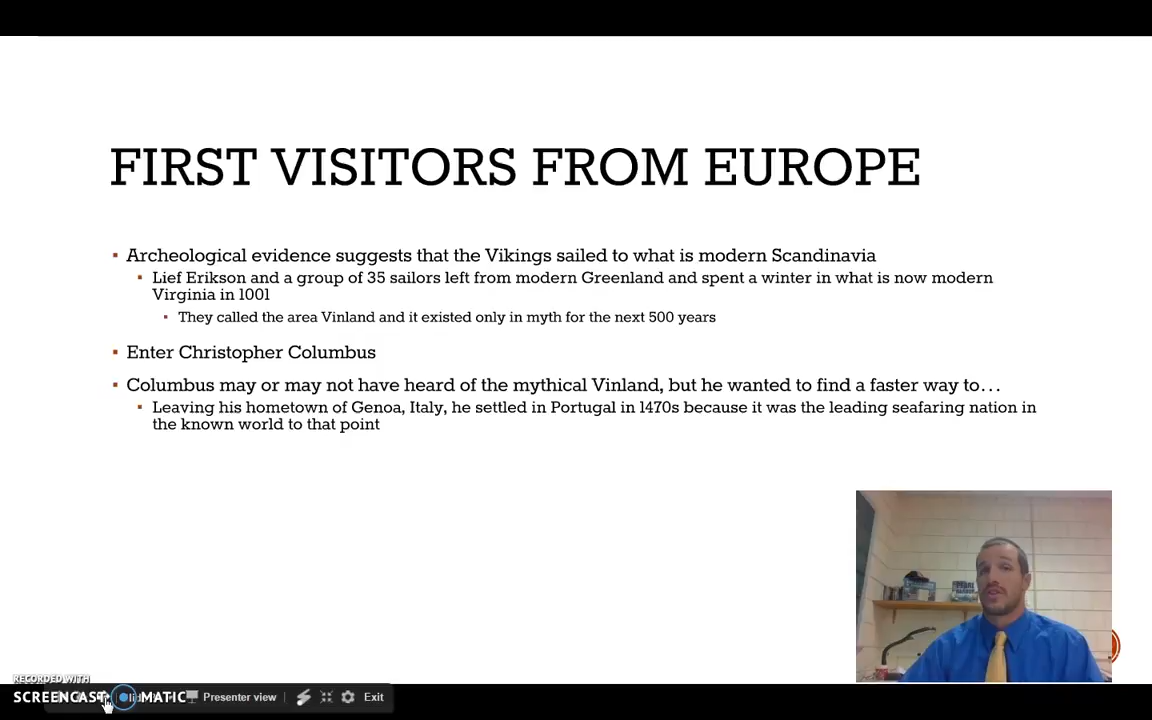 FIRST VISITORS FROM EUROPE
Archeological evidence suggests that the Vikings sailed to what is modern Scandinavia
Lief Erikson and a group of 35 sailors left from modern Greenland and spent a winter in what is now modern
Virginia in 1001
They called the area Vinland and it existed only in myth for the next 500 years
Enter Christopher Columbus
Columbus may or may not have heard of the mythical Vinland, but he wanted to find a faster way to…
Leaving his hometown of Genoa, Italy, he settled in Portugal in 1470s because it was the leading seafaring nation in
the known world to that point
RECORDED WITH
SCREENCAST MATIC
Presenter view
Exit